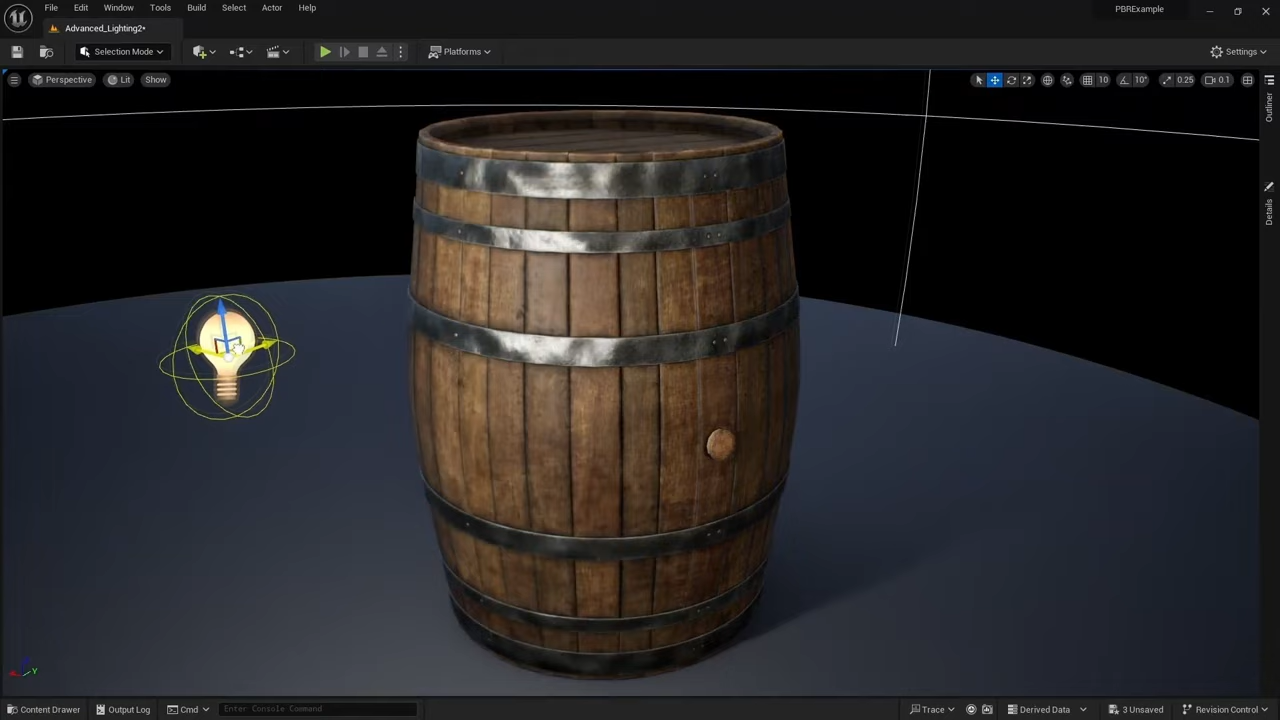 File Edit Window Tools Build Select Actor Help
PBRExample
Advanced_Lighting2*
Selection Mode
Platforms
Settings
Perspective Lit Show
10 10° 0.25 0.1
Outliner
Details
Y
Content Drawer Output Log Cmd Enter Console Command
Trace Derived Data 3 Unsaved Revision Control